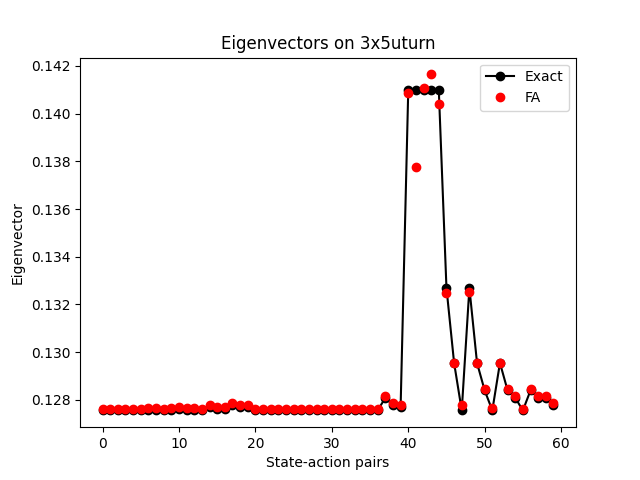 Eigenvectors on 3x5uturn
Exact
FA
Eigenvector
0.142
0.140
0.138
0.136
0.134
0.132
0.130
0.128
0 10 20 30 40 50 60
State-action pairs